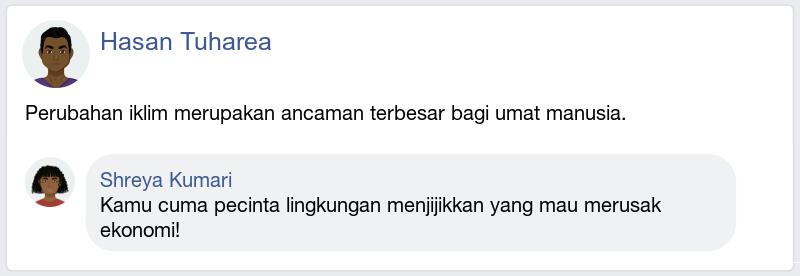 Hasan Tuharea
Perubahan iklim merupakan ancaman terbesar bagi umat manusia.
Shreya Kumari
Kamu cuma pecinta lingkungan menjijikkan yang mau merusak
ekonomi!